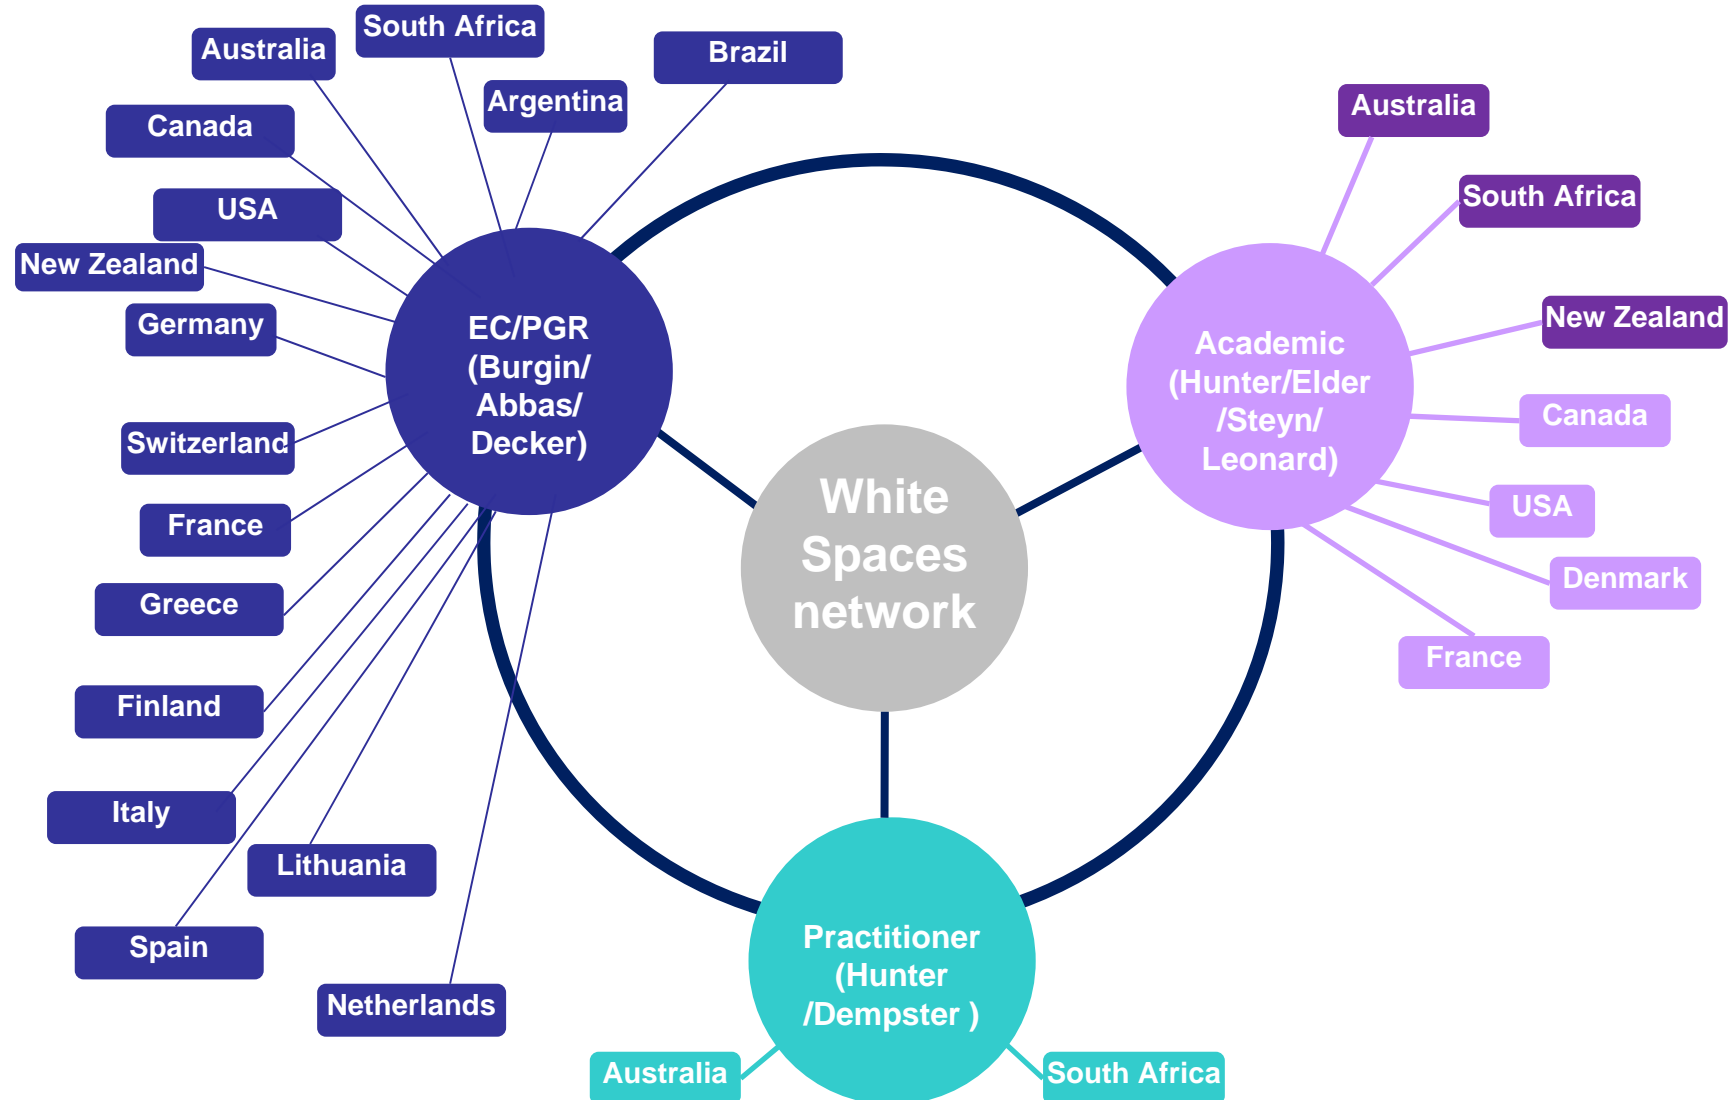 South Africa
Australia
Brazil
Argentina
Canada
USA
New Zealand
Germany
Switzerland
France
Greece
Finland
Italy
Lithuania
Spain
Netherlands
EC/PGR
(Burgin/
Abbas/
Decker)
White
Spaces
network
Academic
(Hunter/Elder
/Steyn/
Leonard)
Australia
South Africa
New Zealand
Canada
USA
Denmark
France
Practitioner
(Hunter
/Dempster )
Australia
South Africa